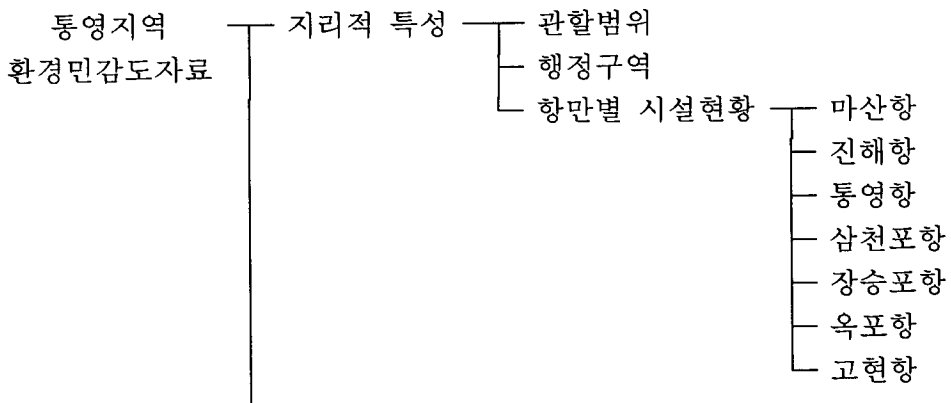 통영지역 지리적 특성 관할범위
환경민감도자료 행정구역
항만별 시설현황 마산항
진해항
통영항
삼천포항
장승포항
옥포항
고현항